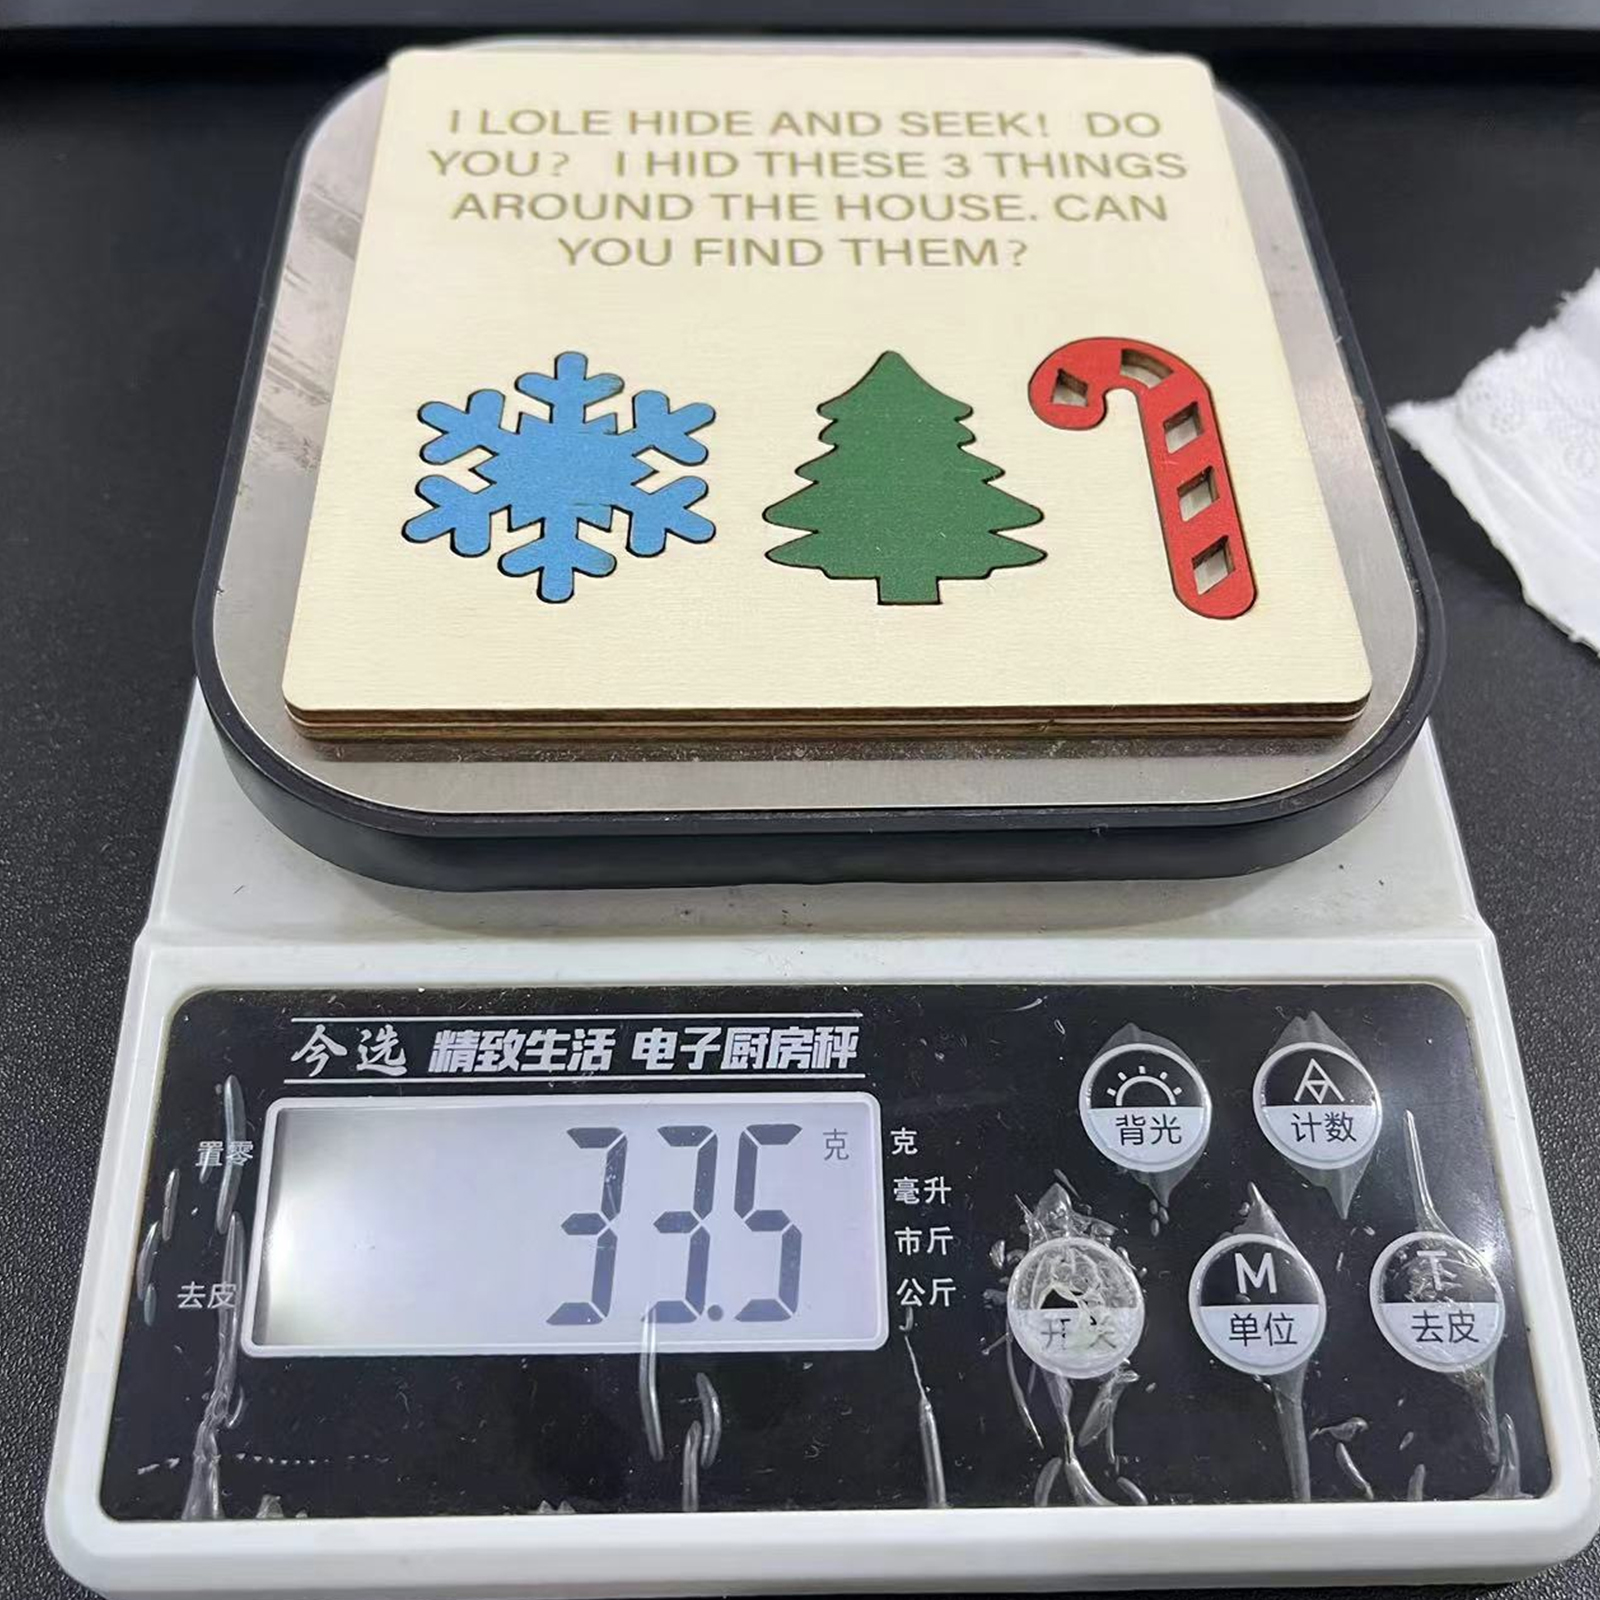 I LOLE HIDE AND SEEK! DO
YOU? I HID THESE 3 THINGS
AROUND THE HOUSE. CAN
YOU FIND THEM?
今选 精致生活 电子厨房秤
置零
去皮
33.5 克
克
毫升
市斤
公斤
背光
计数
开关
M
单位
T
去皮